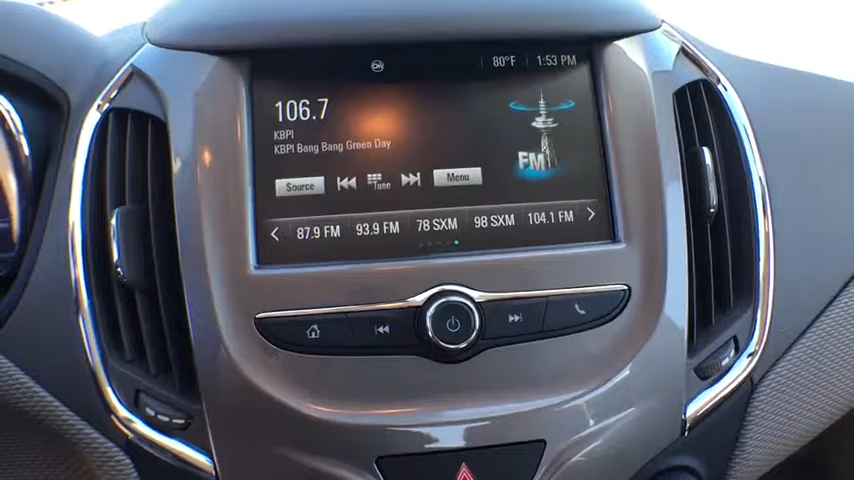 80°F 1:53 PM
106.7
KBPI
KBPI Bang Bang Green Day
FM
Source Tune Menu
87.9 FM 93.9 FM 78 SXM 98 SXM 104.1 FM